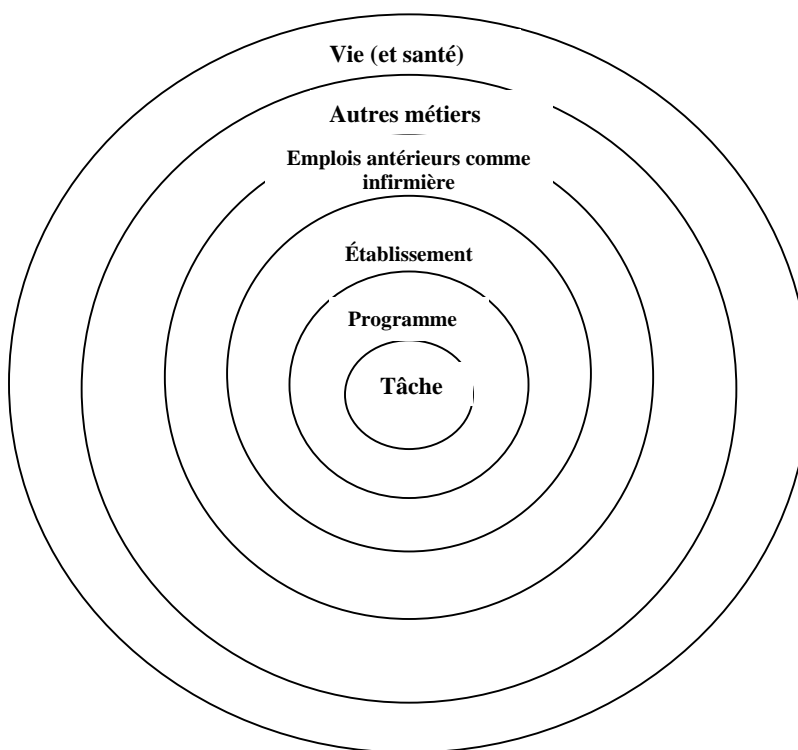 Vie (et santé)
Autres métiers
Emplois antérieurs comme
infirmière
Établissement
Programme
Tâche